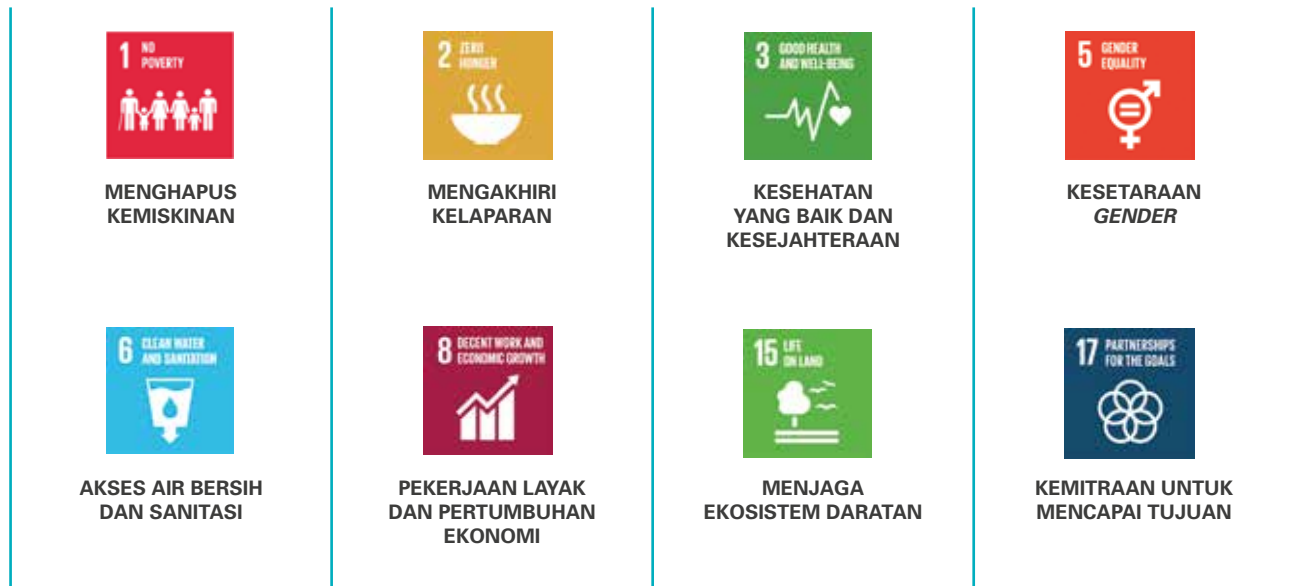 1 NO
POVERTY
MENGHAPUS
KEMISKINAN
2 ZERO
HUNGER
MENGAKHIRI
KELAPARAN
3 GOOD HEALTH
AND WELL-BEING
KESEHATAN
YANG BAIK DAN
KESEJAHTERAAN
5 GENDER
EQUALITY
KESETARAAN
GENDER
6 CLEAN WATER
AND SANITATION
AKSES AIR BERSIH
DAN SANITASI
8 DECENT WORK AND
ECONOMIC GROWTH
PEKERJAAN LAYAK
DAN PERTUMBUHAN
EKONOMI
15 LIFE
ON LAND
MENJAGA
EKOSISTEM DARATAN
17 PARTNERSHIPS
FOR THE GOALS
KEMITRAAN UNTUK
MENCAPAI TUJUAN